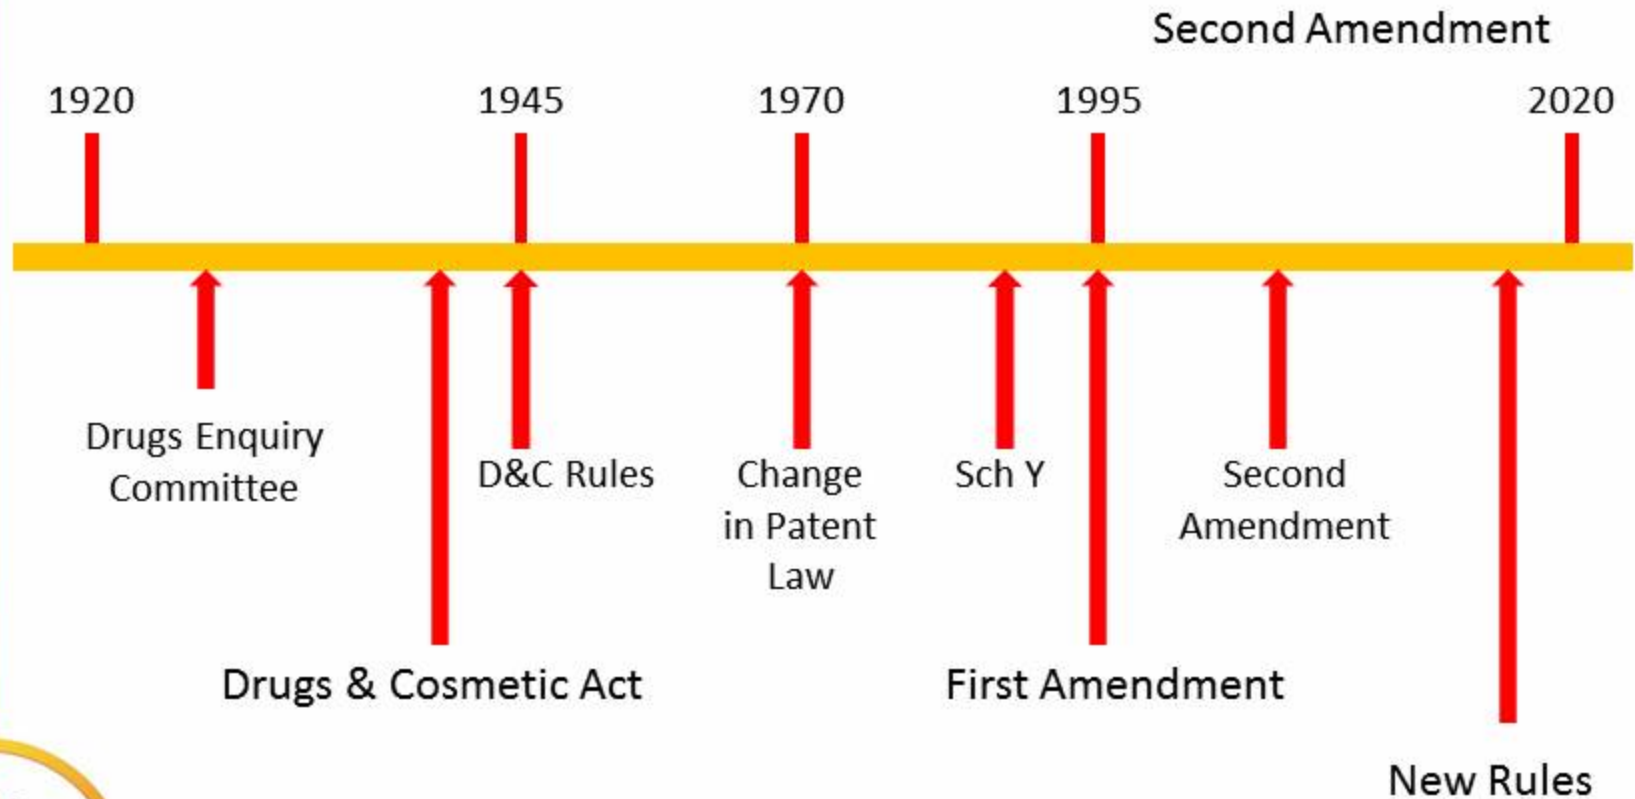 Second Amendment
1920
1945
1970
1995
2020
Drugs Enquiry
Committee
D&C Rules
Change
in Patent
Law
Sch Y
Second
Amendment
Drugs & Cosmetic Act
First Amendment
New Rules